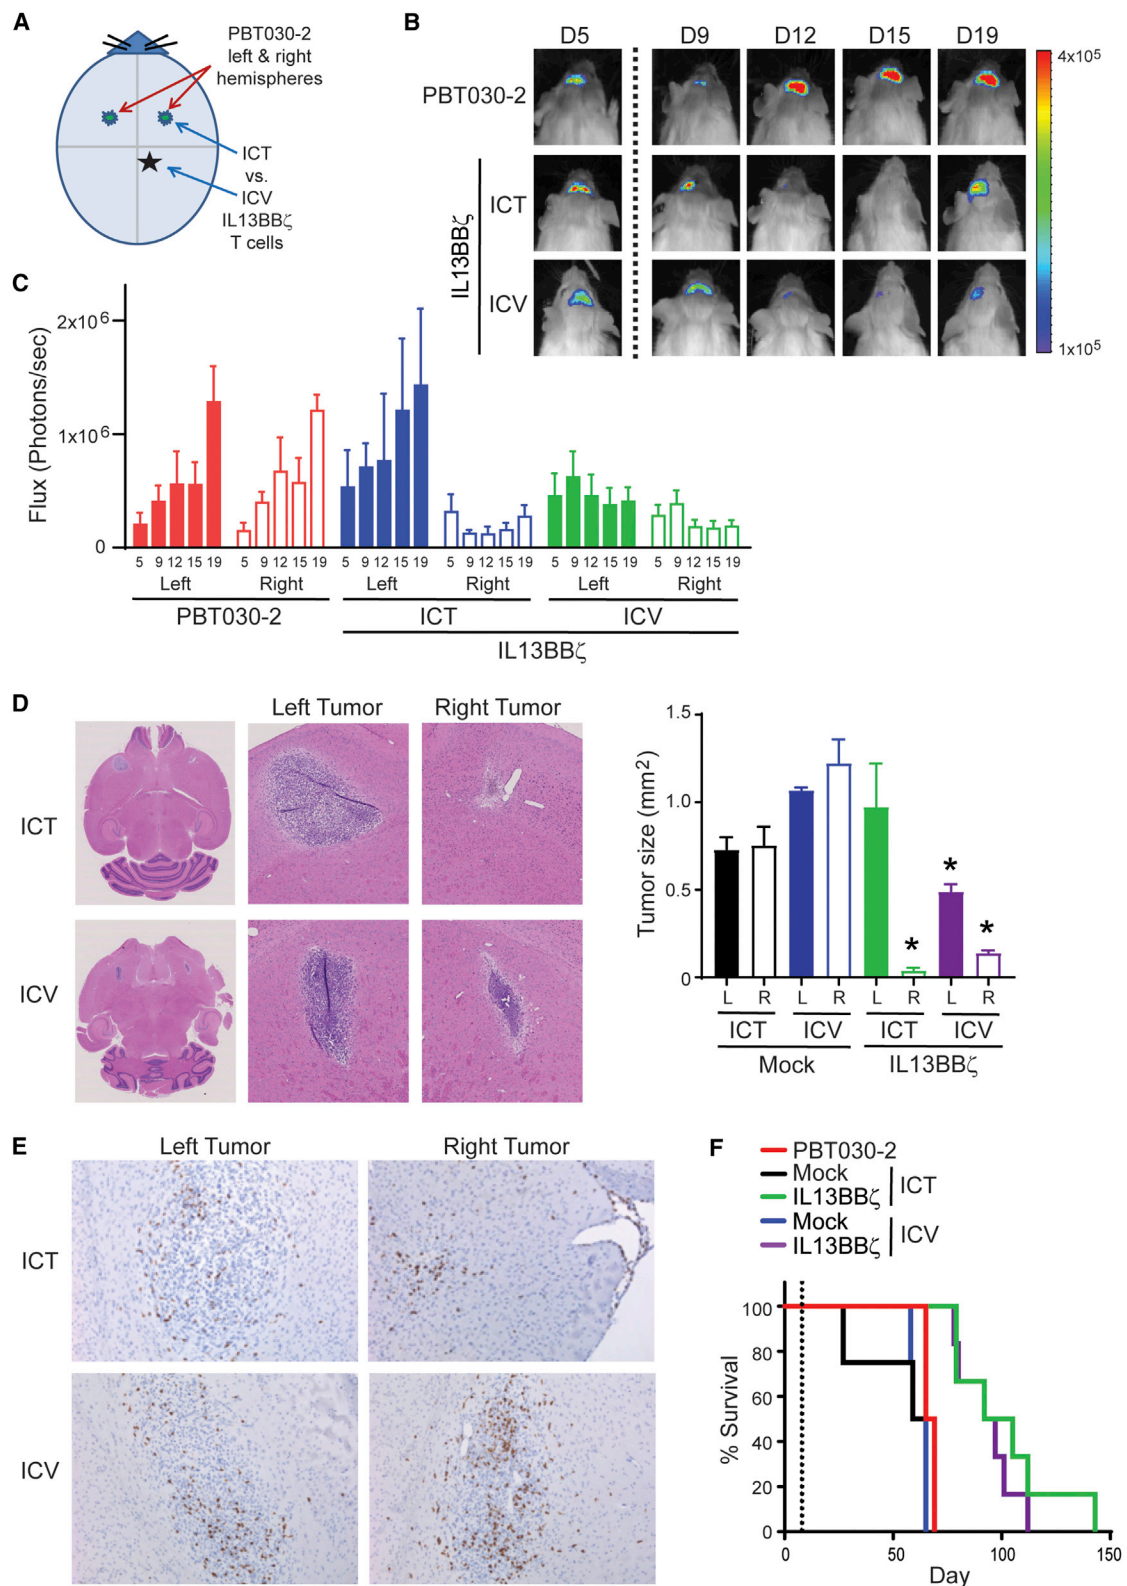 A
PBT030-2
left & right
hemispheres
ICT
vs.
ICV
IL13BBζ
T cells
B
D5 D9 D12 D15 D19
PBT030-2
IL13BBζ
ICT
ICV
4x10⁵
1x10⁵
C
Flux (Photons/sec)
2x10⁶
1x10⁶
0
5 9 12 15 19 5 9 12 15 19 5 9 12 15 19 5 9 12 15 19 5 9 12 15 19 5 9 12 15 19
Left Right Left Right Left Right
PBT030-2 ICT ICV
IL13BBζ
D
Left Tumor Right Tumor
ICT
ICV
Tumor size (mm²)
1.5
1.0
0.5
0
* * *
L R L R L R L R
ICT ICV ICT ICV
Mock IL13BBζ
E
Left Tumor Right Tumor
ICT
ICV
F
PBT030-2
Mock
IL13BBζ
ICT
Mock
IL13BBζ
ICV
% Survival
100
80
60
40
20
0
0 50 100 150
Day